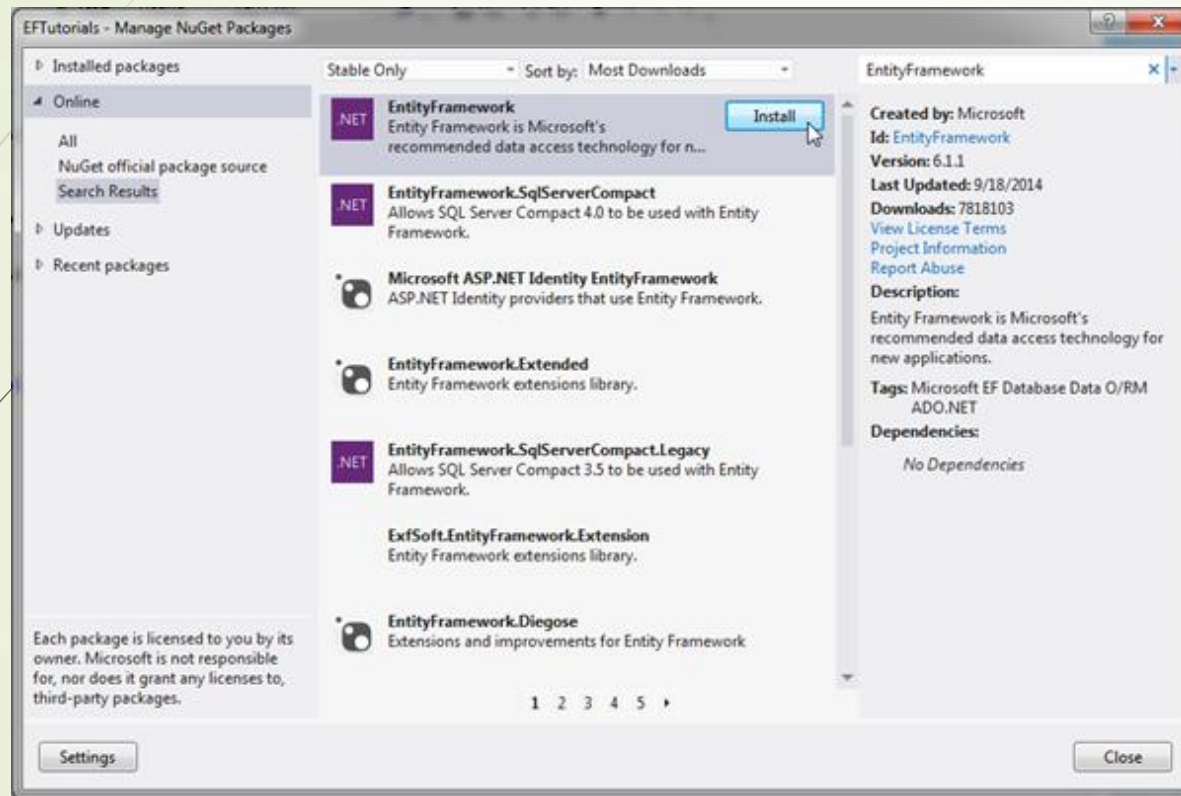 EFTutorials - Manage NuGet Packages
Installed packages
Online
All
NuGet official package source
Search Results
Updates
Recent packages
Each package is licensed to you by its
owner. Microsoft is not responsible
for, nor does it grant any licenses to,
third-party packages.
Settings
Stable Only
Sort by: Most Downloads
.NET
EntityFramework
Entity Framework is Microsoft's
recommended data access technology for n...
Install
.NET
EntityFramework.SqlServerCompact
Allows SQL Server Compact 4.0 to be used with Entity
Framework.
Microsoft ASP.NET Identity EntityFramework
ASP.NET Identity providers that use Entity Framework.
EntityFramework.Extended
Entity Framework extensions library.
.NET
EntityFramework.SqlServerCompact.Legacy
Allows SQL Server Compact 3.5 to be used with Entity
Framework.
ExfSoft.EntityFramework.Extension
Entity Framework extensions library.
EntityFramework.Diegose
Extensions and improvements for Entity Framework
1 2 3 4 5
EntityFramework
Created by: Microsoft
Id: EntityFramework
Version: 6.1.1
Last Updated: 9/18/2014
Downloads: 7818103
View License Terms
Project Information
Report Abuse
Description:
Entity Framework is Microsoft's
recommended data access technology for
new applications.
Tags: Microsoft EF Database Data O/RM
ADO.NET
Dependencies:
No Dependencies
Close